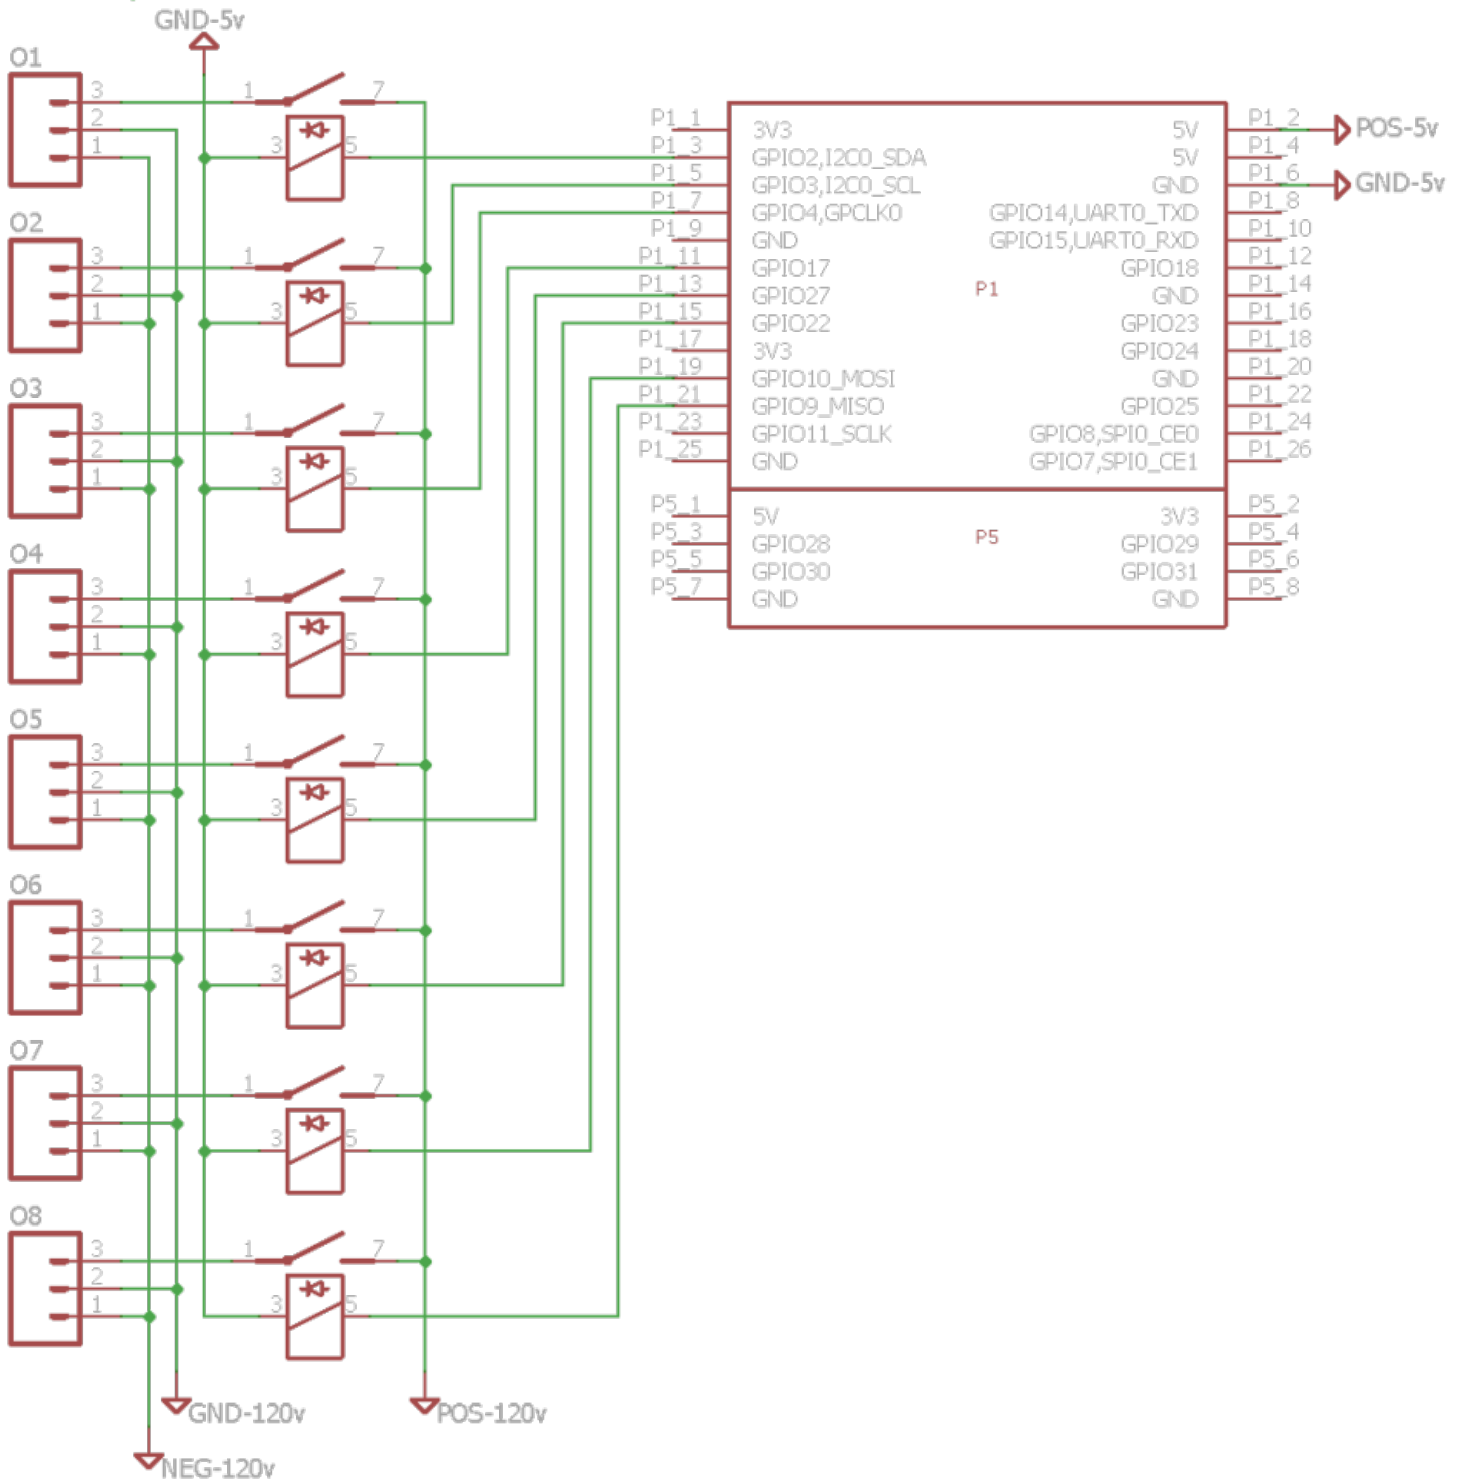 GND-5v
O1
3
2
1
1
7
3
5
O2
3
2
1
1
7
3
5
O3
3
2
1
1
7
3
5
O4
3
2
1
1
7
3
5
O5
3
2
1
1
7
3
5
O6
3
2
1
1
7
3
5
O7
3
2
1
1
7
3
5
O8
3
2
1
1
7
3
5
GND-120v
POS-120v
NEG-120v
P1_1 3V3 5V P1_2 POS-5v
P1_3 GPIO2,I2C0_SDA 5V P1_4
P1_5 GPIO3,I2C0_SCL GND P1_6 GND-5v
P1_7 GPIO4,GPCLK0 GPIO14,UART0_TXD P1_8
P1_9 GND GPIO15,UART0_RXD P1_10
P1_11 GPIO17 GPIO18 P1_12
P1_13 GPIO27 P1 GND P1_14
P1_15 GPIO22 GPIO23 P1_16
P1_17 3V3 GPIO24 P1_18
P1_19 GPIO10_MOSI GND P1_20
P1_21 GPIO9_MISO GPIO25 P1_22
P1_23 GPIO11_SCLK GPIO8,SPI0_CE0 P1_24
P1_25 GND GPIO7,SPI0_CE1 P1_26
P5_1 5V 3V3 P5_2
P5_3 GPIO28 P5 GPIO29 P5_4
P5_5 GPIO30 GPIO31 P5_6
P5_7 GND GND P5_8